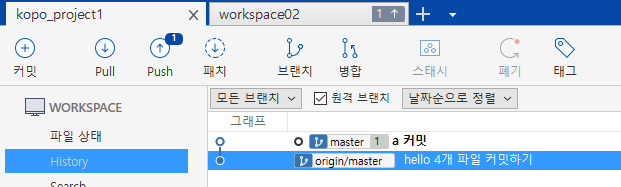 kopo_project1 workspace02 1
1
커밋 Pull Push 패치 브랜치 병합 스태시 폐기 태그
WORKSPACE
파일 상태
History
Search
모든 브랜치 원격 브랜치 날짜순으로 정렬
그래프
master 1 a 커밋
origin/master hello 4개 파일 커밋하기